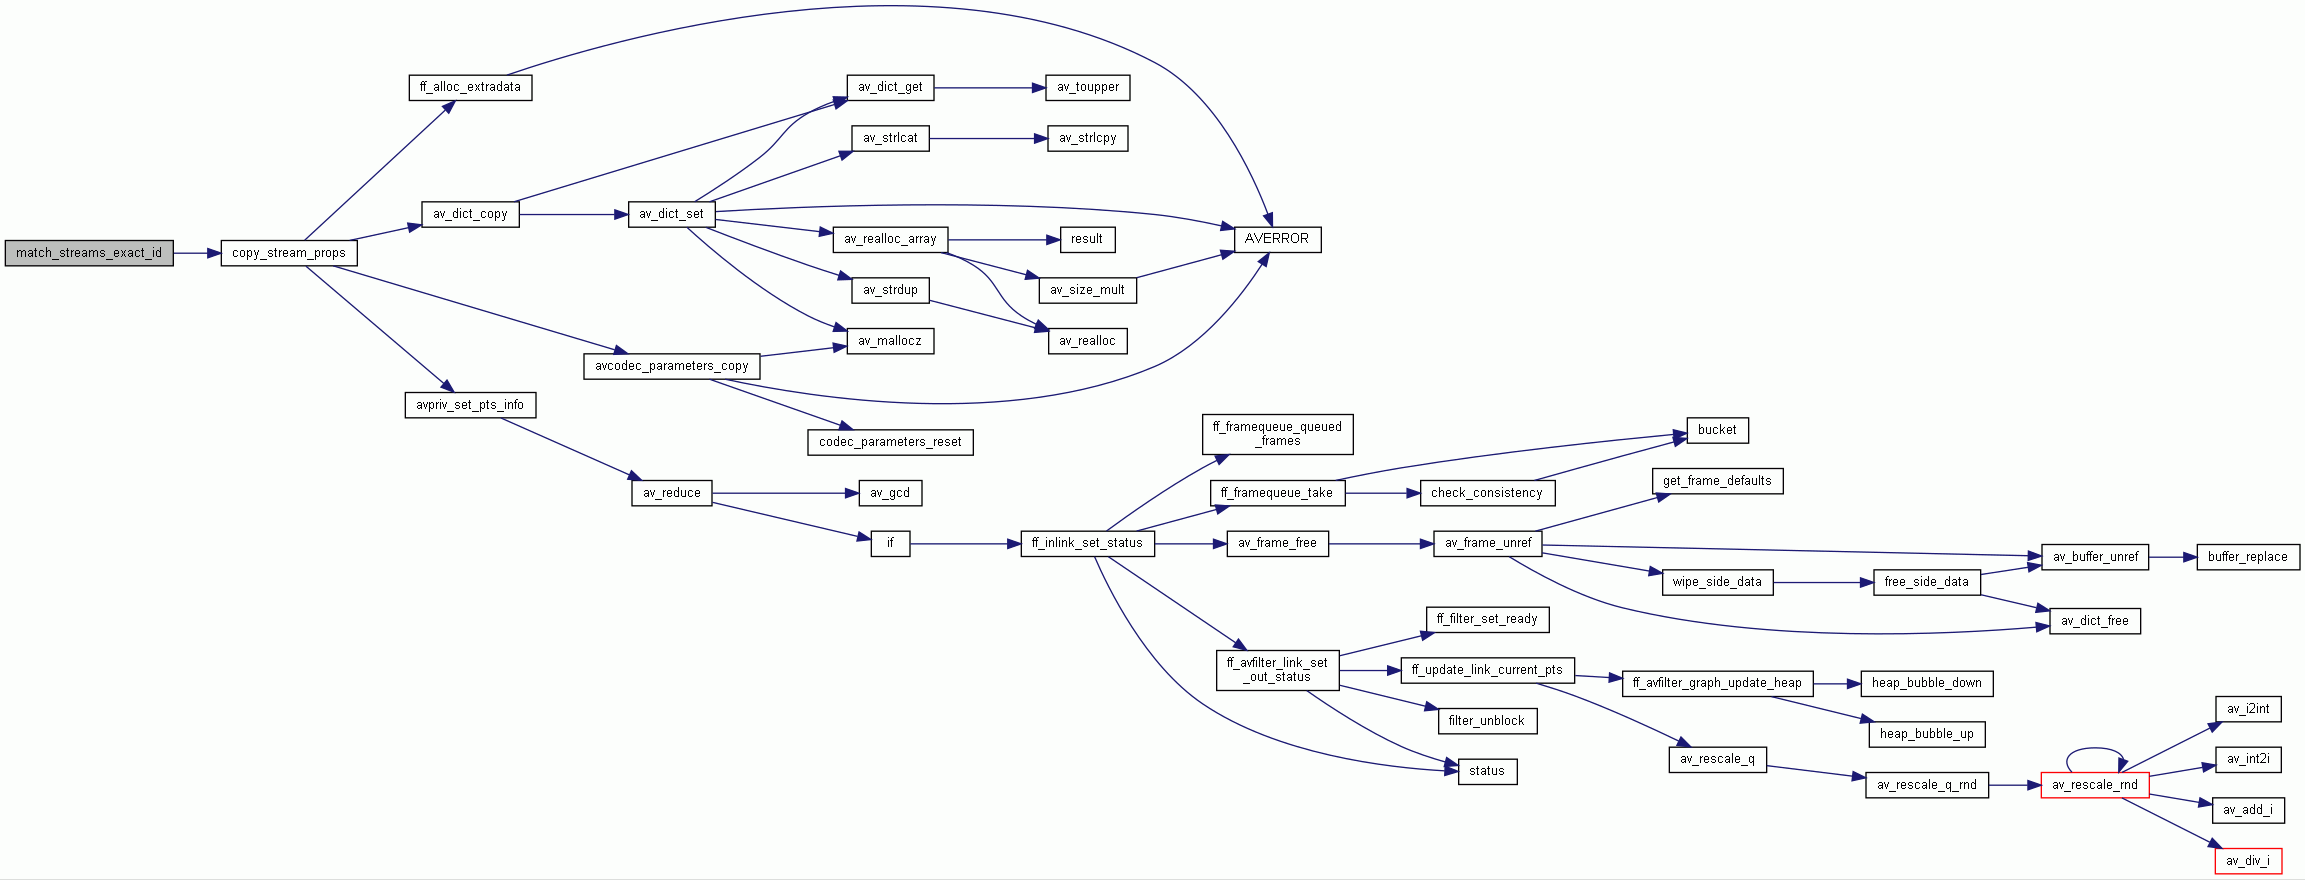 match_streams_exact_id
copy_stream_props
ff_alloc_extradata
av_dict_copy
avpriv_set_pts_info
avcodec_parameters_copy
av_dict_set
av_reduce
av_dict_get
av_strlcat
av_realloc_array
av_strdup
av_mallocz
codec_parameters_reset
av_gcd
if
av_toupper
av_strlcpy
result
av_size_mult
av_realloc
AVERROR
ff_inlink_set_status
ff_framequeue_queued
_frames
ff_framequeue_take
av_frame_free
ff_avfilter_link_set
_out_status
check_consistency
av_frame_unref
ff_filter_set_ready
ff_update_link_current_pts
filter_unblock
status
bucket
get_frame_defaults
wipe_side_data
ff_avfilter_graph_update_heap
av_rescale_q
free_side_data
heap_bubble_down
heap_bubble_up
av_rescale_q_rnd
av_buffer_unref
av_dict_free
av_rescale_rnd
buffer_replace
av_i2int
av_int2i
av_add_i
av_div_i